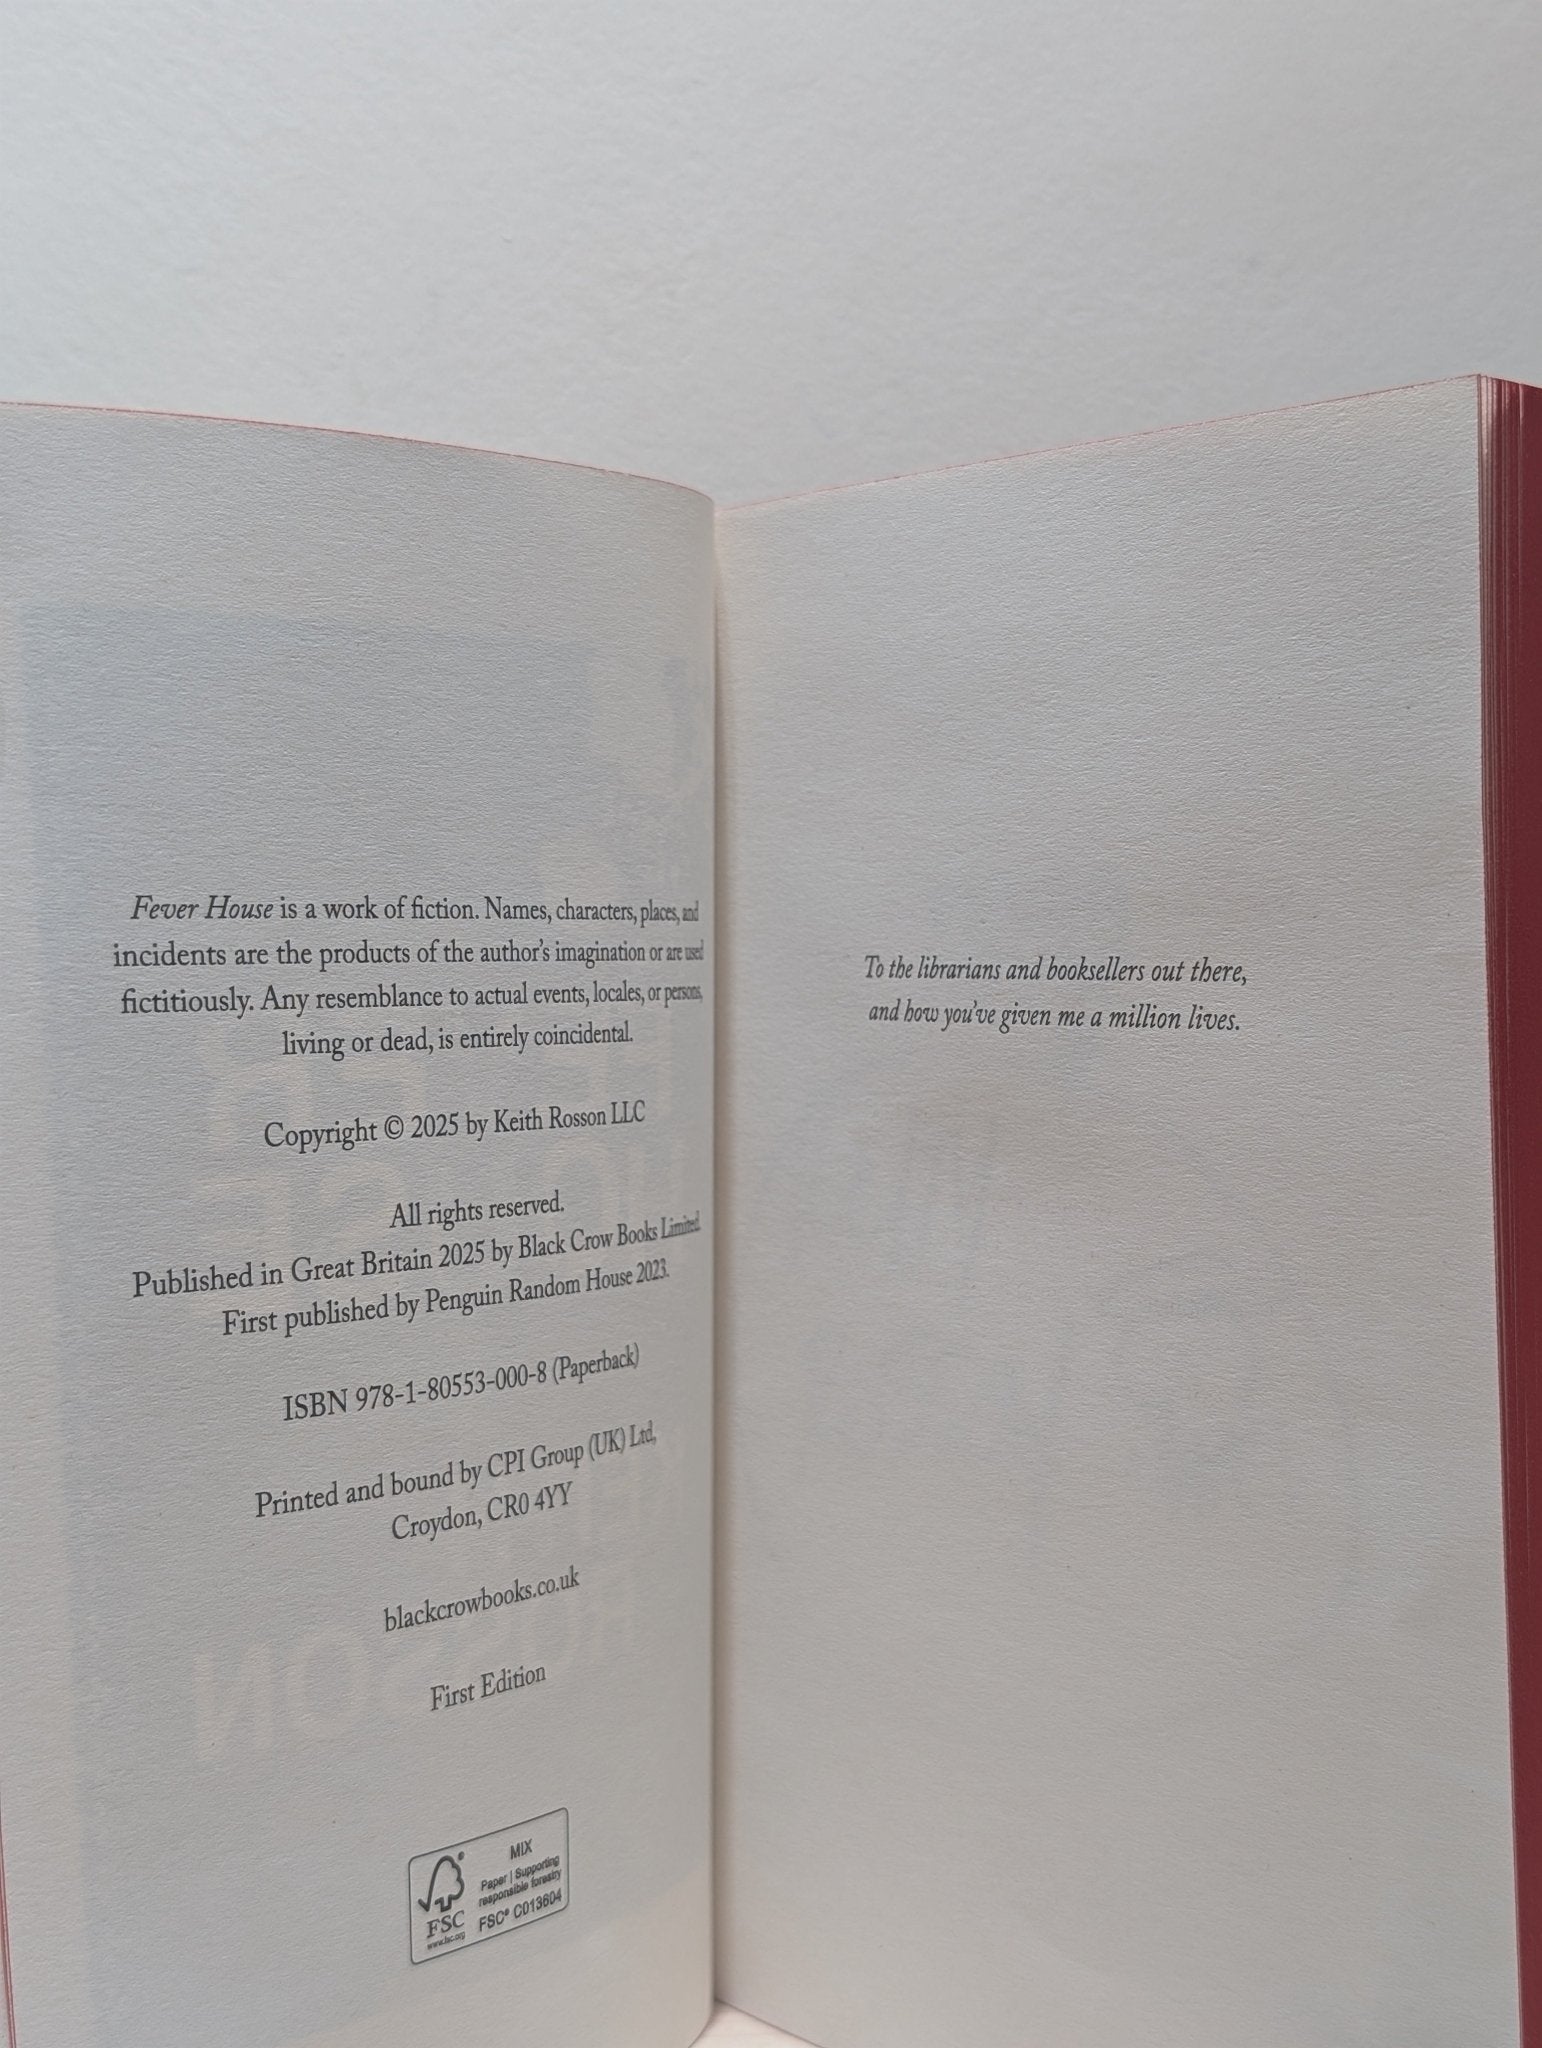 Fever House is a work of fiction. Names, characters, places, and
incidents are the products of the author's imagination or are used
fictitiously. Any resemblance to actual events, locales, or persons,
living or dead, is entirely coincidental.
Copyright © 2025 by Keith Rosson LLC
All rights reserved.
Published in Great Britain 2025 by Black Crow Books Limited.
First published by Penguin Random House 2023.
ISBN 978-1-80553-000-8 (Paperback)
Printed and bound by CPI Group (UK) Ltd,
Croydon, CR0 4YY
blackcrowbooks.co.uk
First Edition
FSC
www.fsc.org
MIX
Paper | Supporting
responsible forestry
FSC® C013604
To the librarians and booksellers out there,
and how you've given me a million lives.